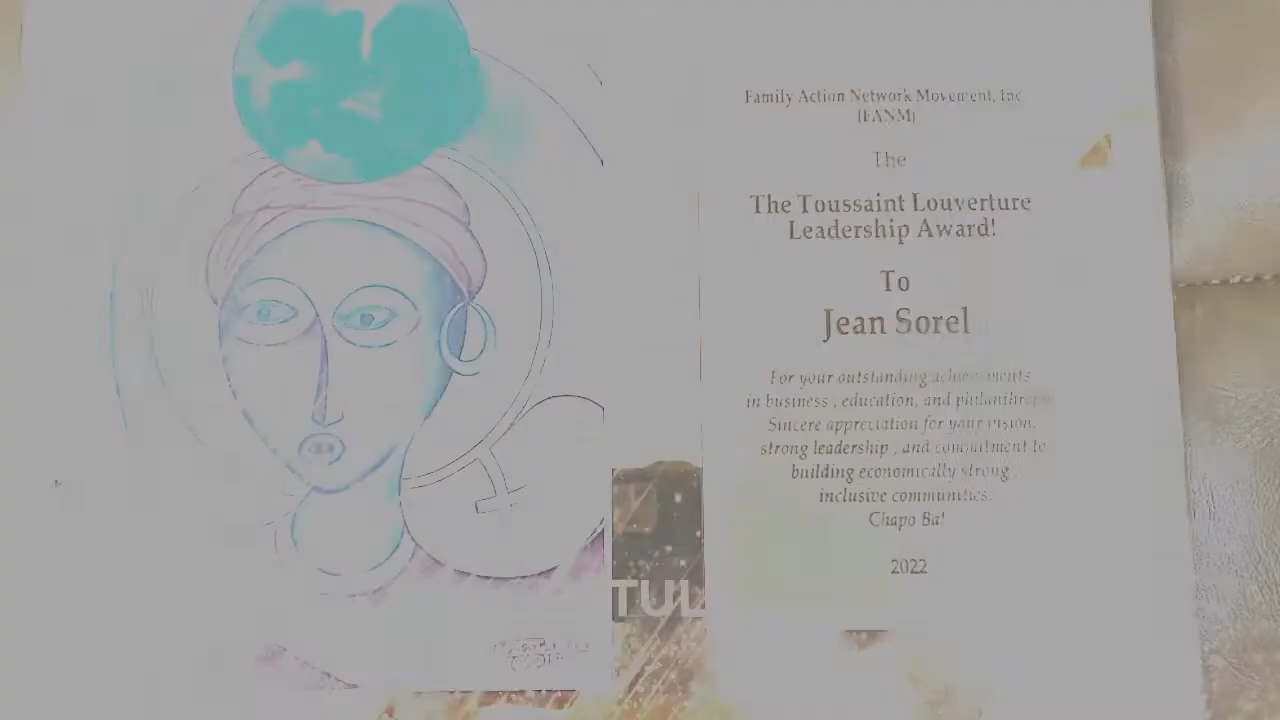 Family Action Network Movement, Inc
(FANM)
The
The Toussaint Louverture
Leadership Award!
To
Jean Sorel
For your outstanding achievements
in business , education, and philanthropy
Sincere appreciation for your vision,
strong leadership , and commitment to
building economically strong ,
inclusive communities.
Chapo Ba!
2022
TUL